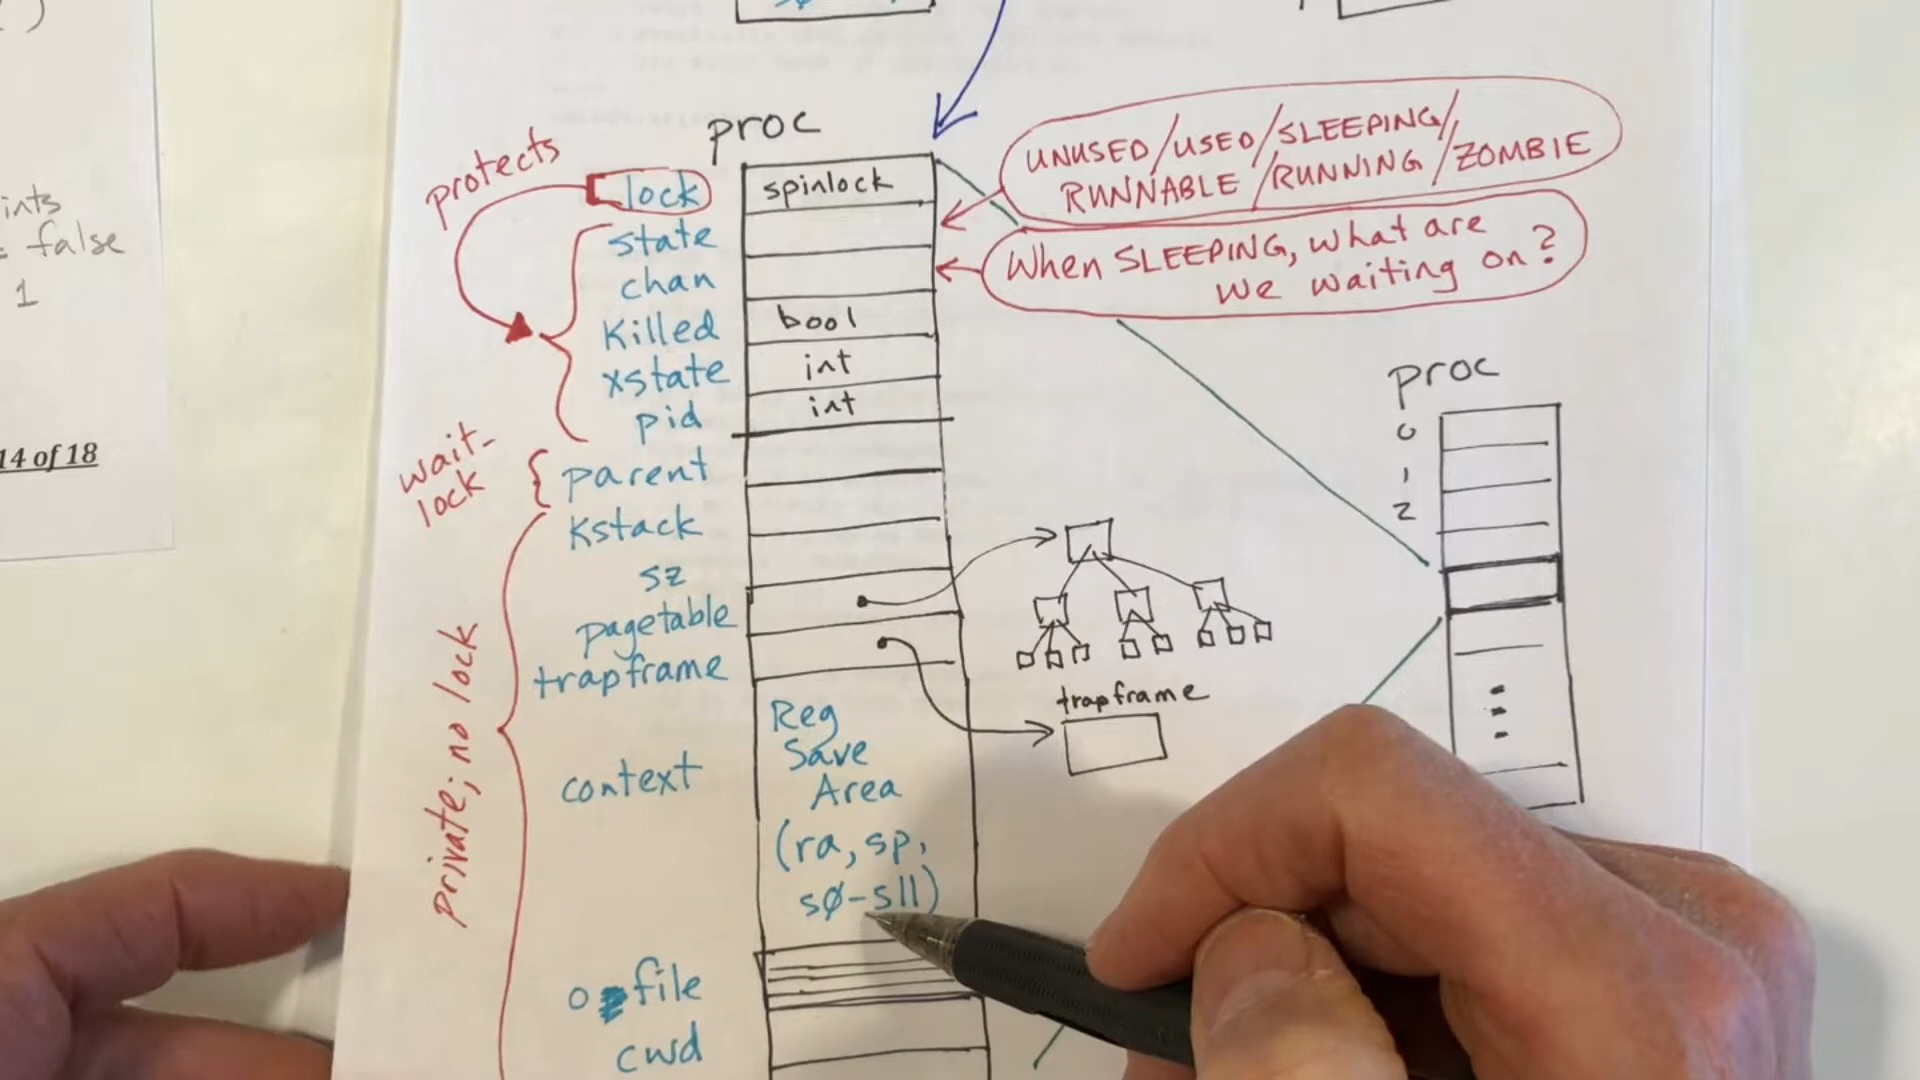 ints
= false
1
14 of 18
proc
protects
lock
spinlock
UNUSED/USED/SLEEPING/
RUNNABLE/RUNNING/ZOMBIE
state
chan
When SLEEPING, what are
we waiting on?
killed
bool
xstate
int
pid
int
wait-
lock
parent
kstack
sz
pagetable
trapframe
private; no lock
context
Reg
Save
Area
(ra, sp,
sø-s11)
ofile
cwd
trapframe
proc
0
1
2